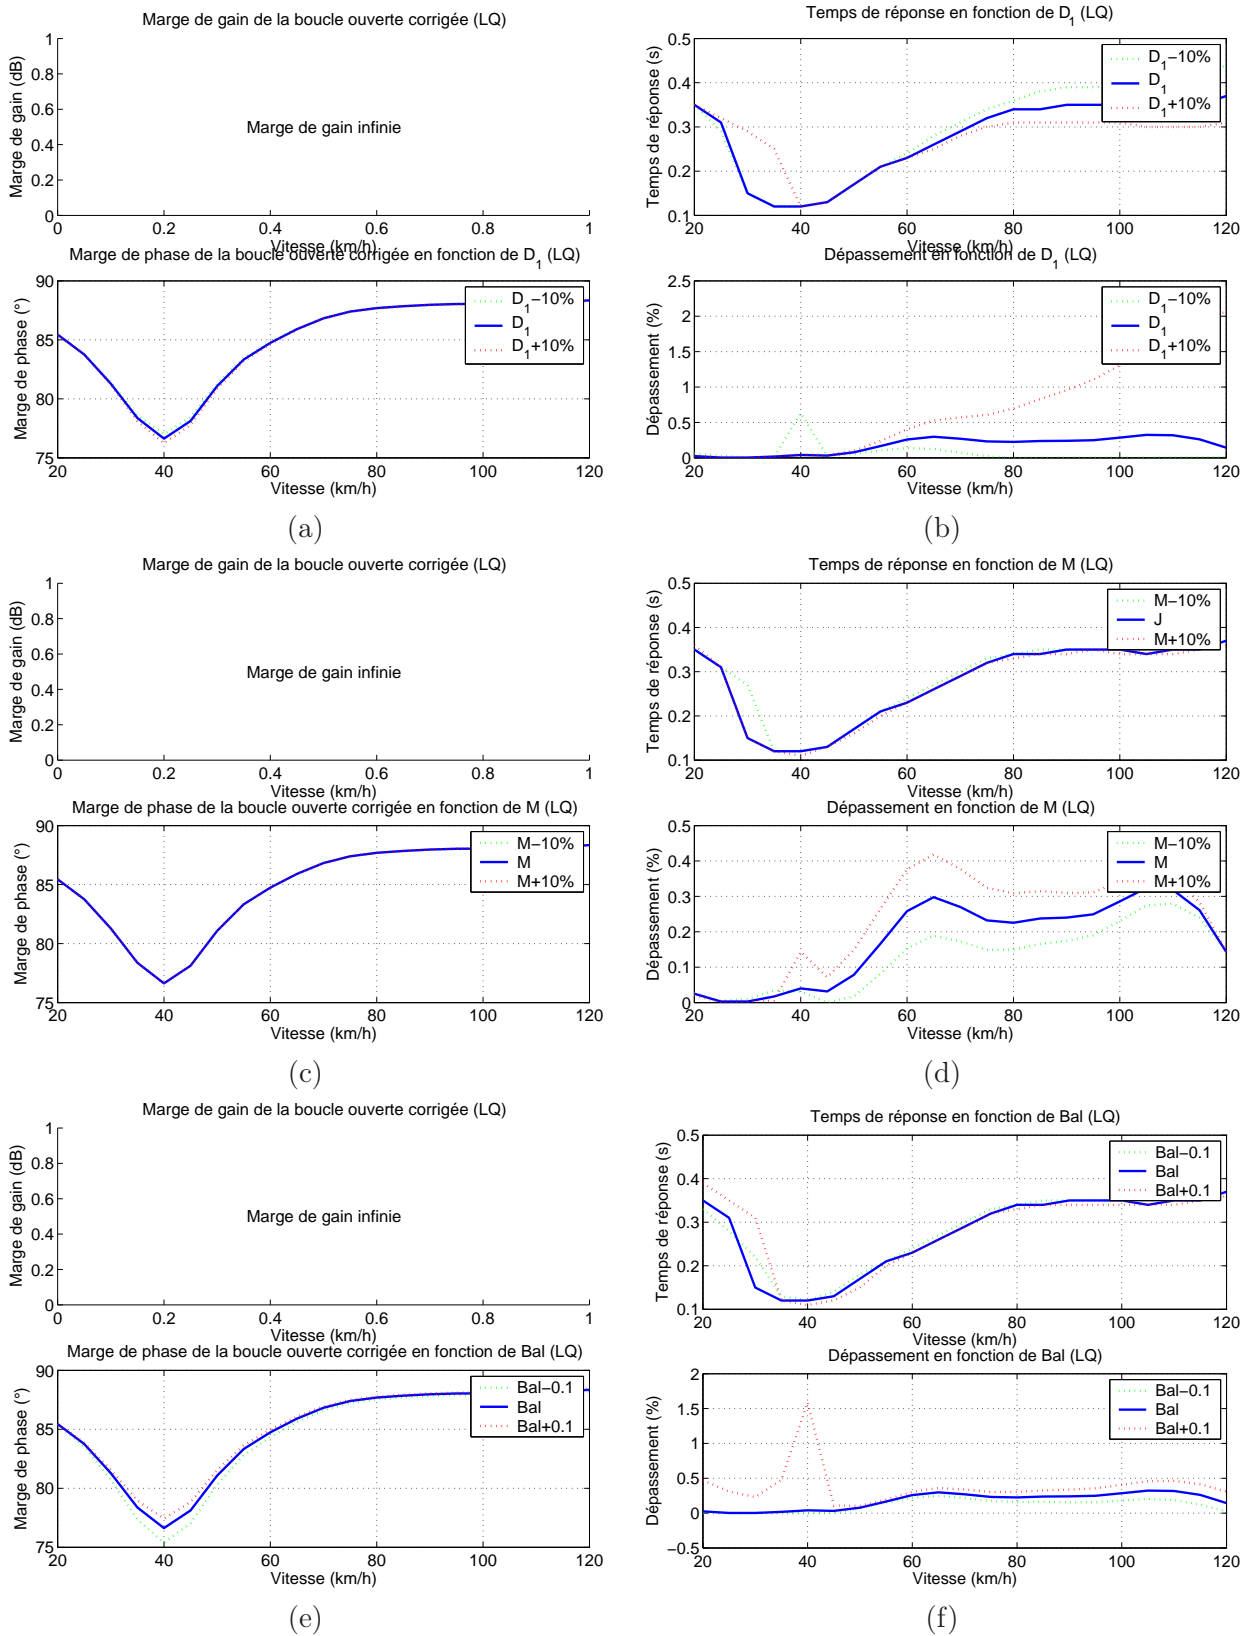 Marge de gain de la boucle ouverte corrigée (LQ)
Marge de gain (dB)
1
0.8
0.6
0.4
0.2
0
Marge de gain infinie
0 0.2 0.4 0.6 0.8 1
Vitesse (km/h)
Marge de phase de la boucle ouverte corrigée en fonction de D1 (LQ)
Marge de phase (°)
90
85
80
75
D1−10%
D1
D1+10%
20 40 60 80 100 120
Vitesse (km/h)
(a)
Temps de réponse en fonction de D1 (LQ)
Temps de réponse (s)
0.5
0.4
0.3
0.2
0.1
D1−10%
D1
D1+10%
20 40 60 80 100 120
Vitesse (km/h)
Dépassement en fonction de D1 (LQ)
Dépassement (%)
2.5
2
1.5
1
0.5
0
D1−10%
D1
D1+10%
20 40 60 80 100 120
Vitesse (km/h)
(b)
Marge de gain de la boucle ouverte corrigée (LQ)
Marge de gain (dB)
1
0.8
0.6
0.4
0.2
0
Marge de gain infinie
0 0.2 0.4 0.6 0.8 1
Vitesse (km/h)
Marge de phase de la boucle ouverte corrigée en fonction de M (LQ)
Marge de phase (°)
90
85
80
75
M−10%
M
M+10%
20 40 60 80 100 120
Vitesse (km/h)
(c)
Temps de réponse en fonction de M (LQ)
Temps de réponse (s)
0.5
0.4
0.3
0.2
0.1
M−10%
J
M+10%
20 40 60 80 100 120
Vitesse (km/h)
Dépassement en fonction de M (LQ)
Dépassement (%)
0.5
0.4
0.3
0.2
0.1
0
M−10%
M
M+10%
20 40 60 80 100 120
Vitesse (km/h)
(d)
Marge de gain de la boucle ouverte corrigée (LQ)
Marge de gain (dB)
1
0.8
0.6
0.4
0.2
0
Marge de gain infinie
0 0.2 0.4 0.6 0.8 1
Vitesse (km/h)
Marge de phase de la boucle ouverte corrigée en fonction de Bal (LQ)
Marge de phase (°)
90
85
80
75
Bal−0.1
Bal
Bal+0.1
20 40 60 80 100 120
Vitesse (km/h)
(e)
Temps de réponse en fonction de Bal (LQ)
Temps de réponse (s)
0.5
0.4
0.3
0.2
0.1
Bal−0.1
Bal
Bal+0.1
20 40 60 80 100 120
Vitesse (km/h)
Dépassement en fonction de Bal (LQ)
Dépassement (%)
2
1.5
1
0.5
0
−0.5
Bal−0.1
Bal
Bal+0.1
20 40 60 80 100 120
Vitesse (km/h)
(f)